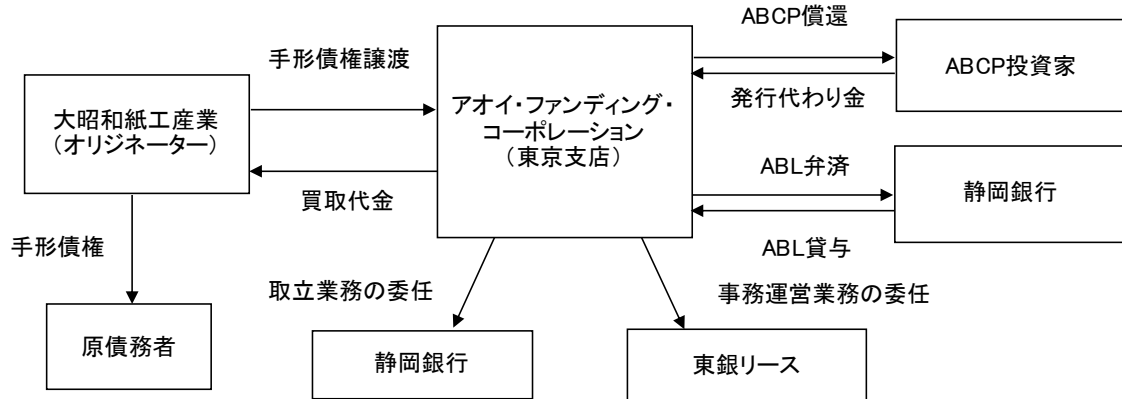 ABCP償還
手形債権譲渡
アオイ・ファンディング・
コーポレーション
（東京支店）
ABCP投資家
大昭和紙工産業
（オリジネーター）
発行代わり金
買取代金
ABL弁済
静岡銀行
手形債権
ABL貸与
取立業務の委任
事務運営業務の委任
原債務者
静岡銀行
東銀リース